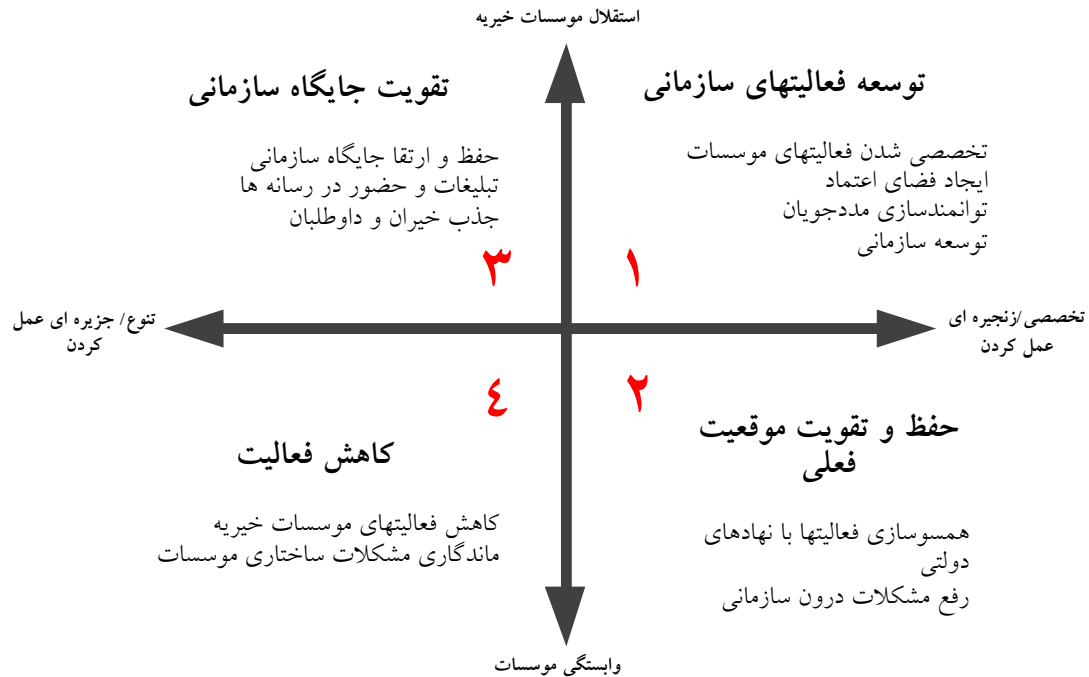 استقلال موسسات خیریه
توسعه فعالیتهای سازمانی
تخصصی شدن فعالیتهای موسسات
ایجاد فضای اعتماد
توانمندسازی مددجویان
توسعه سازمانی
۱
تقویت جایگاه سازمانی
حفظ و ارتقا جایگاه سازمانی
تبلیغات و حضور در رسانه ها
جذب خیران و داوطلبان
۳
تخصصی/زنجیره ای
عمل کردن
تنوع/ جزیره ای عمل
کردن
۲
حفظ و تقویت موقعیت
فعلی
همسوسازی فعالیتها با نهادهای
دولتی
رفع مشکلات درون سازمانی
٤
کاهش فعالیت
کاهش فعالیتهای موسسات خیریه
ماندگاری مشکلات ساختاری موسسات
وابستگی موسسات